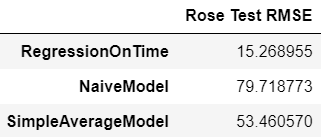 Rose Test RMSE
RegressionOnTime 15.268955
NaiveModel 79.718773
SimpleAverageModel 53.460570